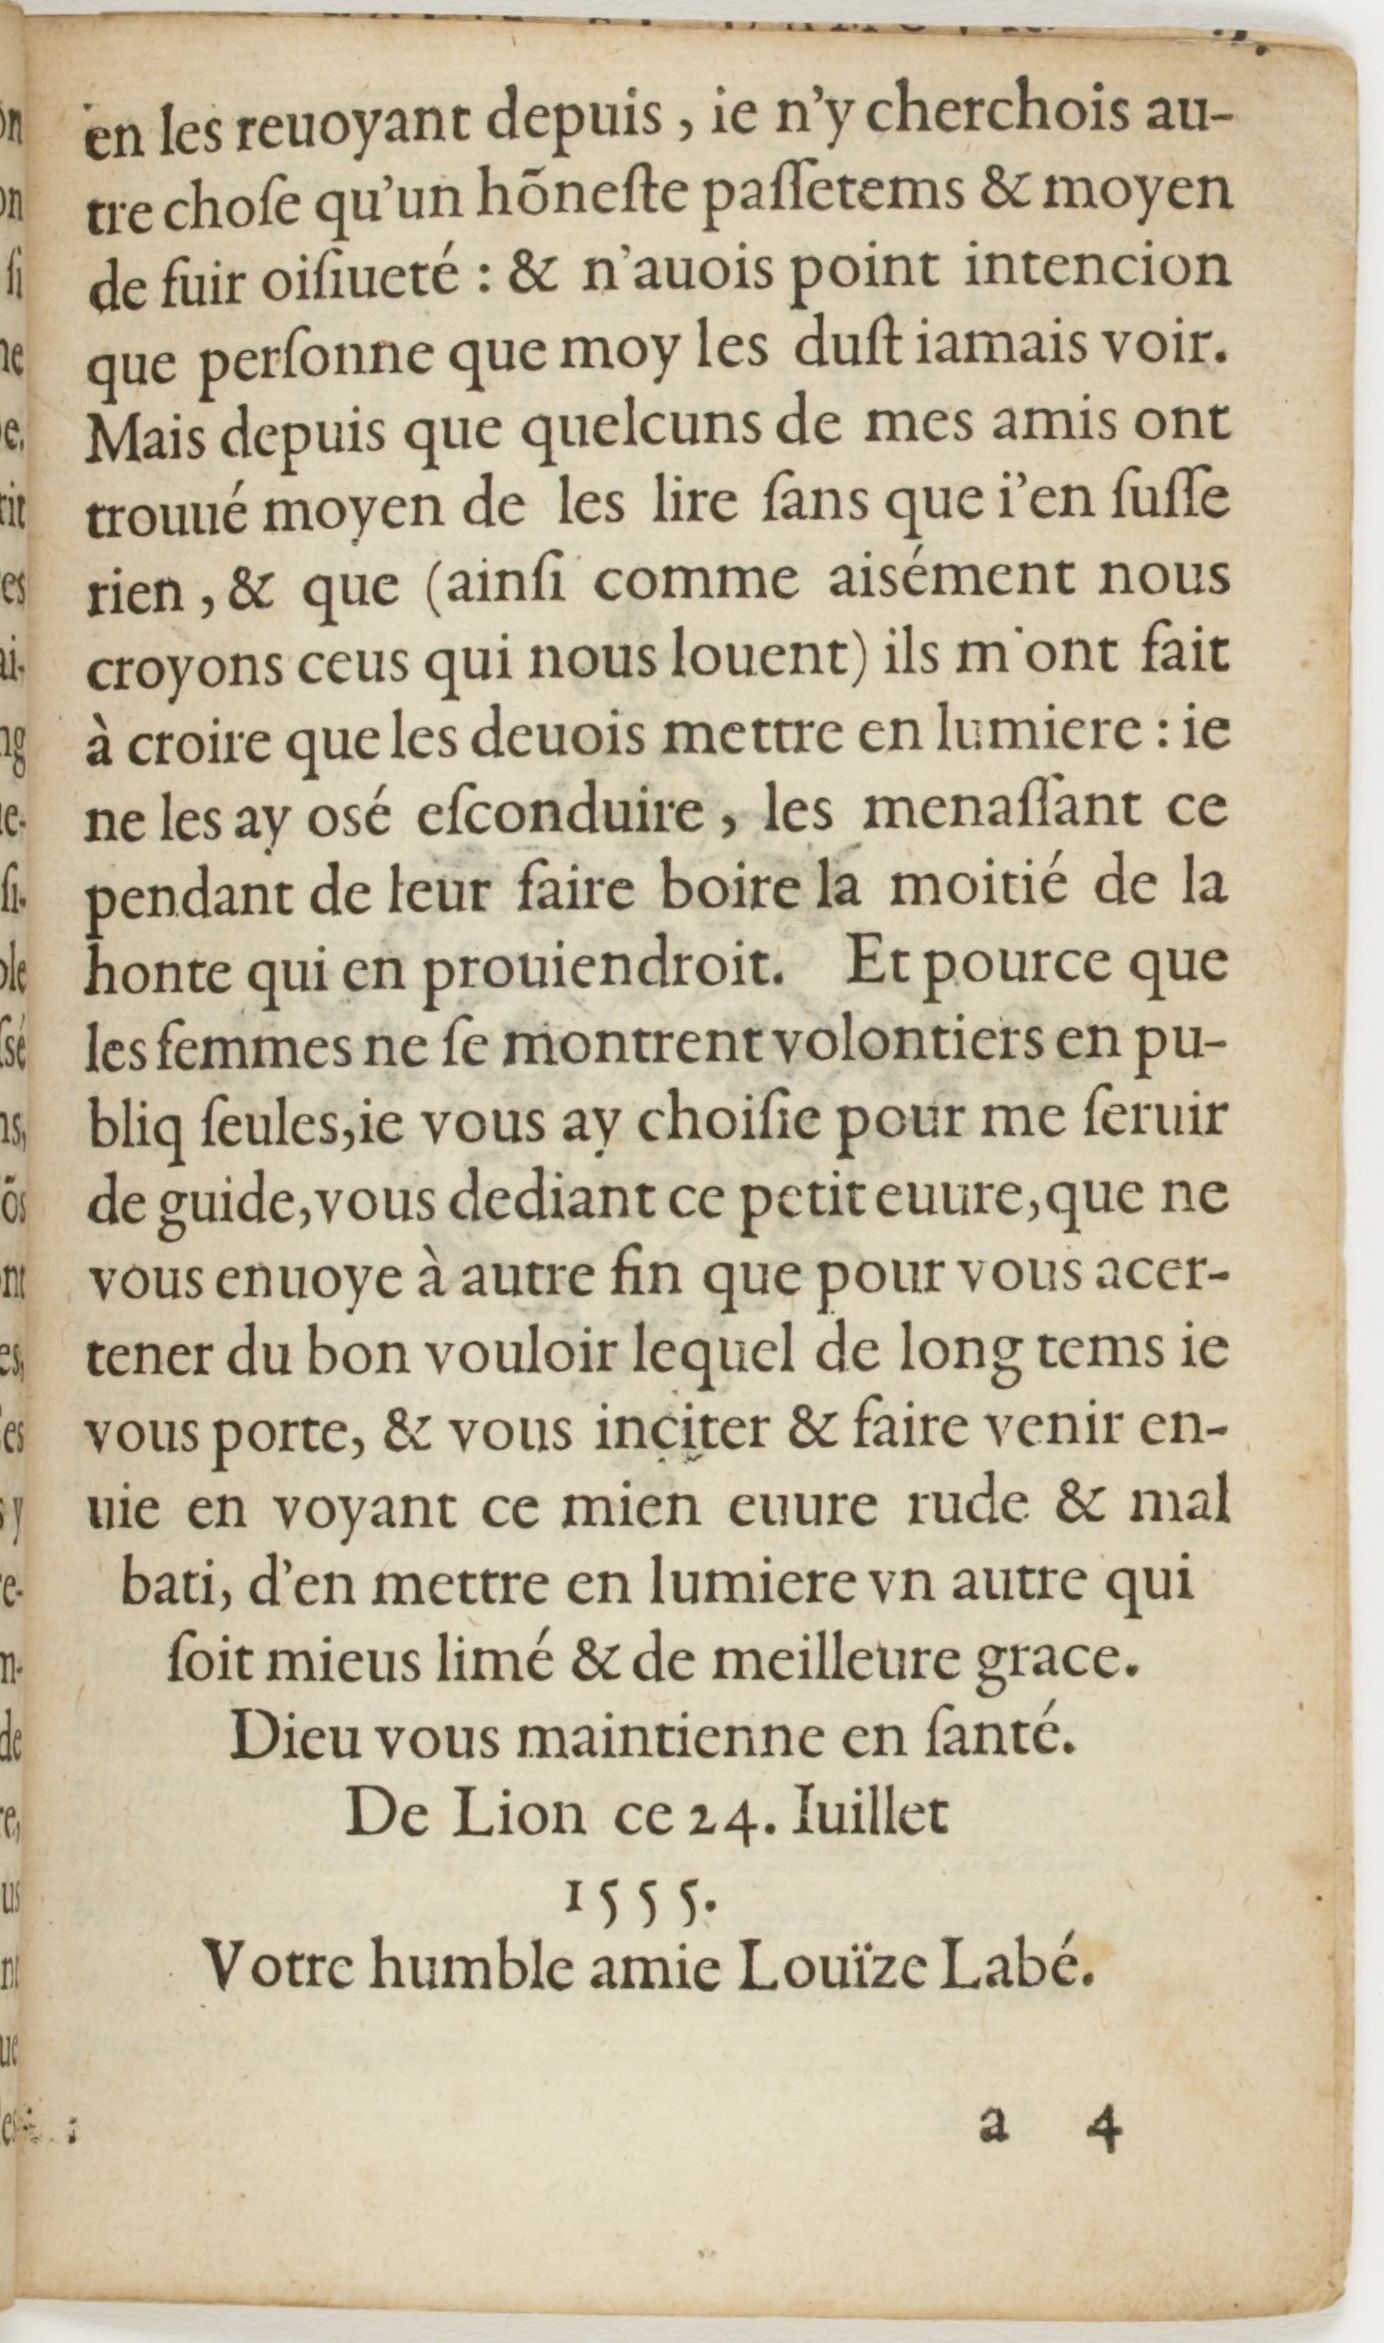 en les reuoyant depuis, ie n'y cherchois au-
tre choſe qu'un hõneſte paſſetems & moyen
de fuir oiſiueté : & n'auois point intencion
que perſonne que moy les duſt iamais voir.
Mais depuis que quelcuns de mes amis ont
trouué moyen de les lire ſans que i'en ſuſſe
rien, & que (ainſi comme aisément nous
croyons ceus qui nous louent) ils m'ont fait
à croire que les deuois mettre en lumiere : ie
ne les ay osé eſconduire, les menaſſant ce
pendant de leur faire boire la moitié de la
honte qui en prouiendroit. Et pource que
les femmes ne ſe montrent volontiers en pu-
bliq ſeules, ie vous ay choiſie pour me ſeruir
de guide, vous dediant ce petit euure, que ne
vous enuoye à autre fin que pour vous acer-
tener du bon vouloir lequel de long tems ie
vous porte, & vous inciter & faire venir en-
uie en voyant ce mien euure rude & mal
bati, d'en mettre en lumiere vn autre qui
ſoit mieus limé & de meilleure grace.
Dieu vous maintienne en ſanté.
De Lion ce 24. Iuillet
1555.
Votre humble amie Louïze Labé.
a 4